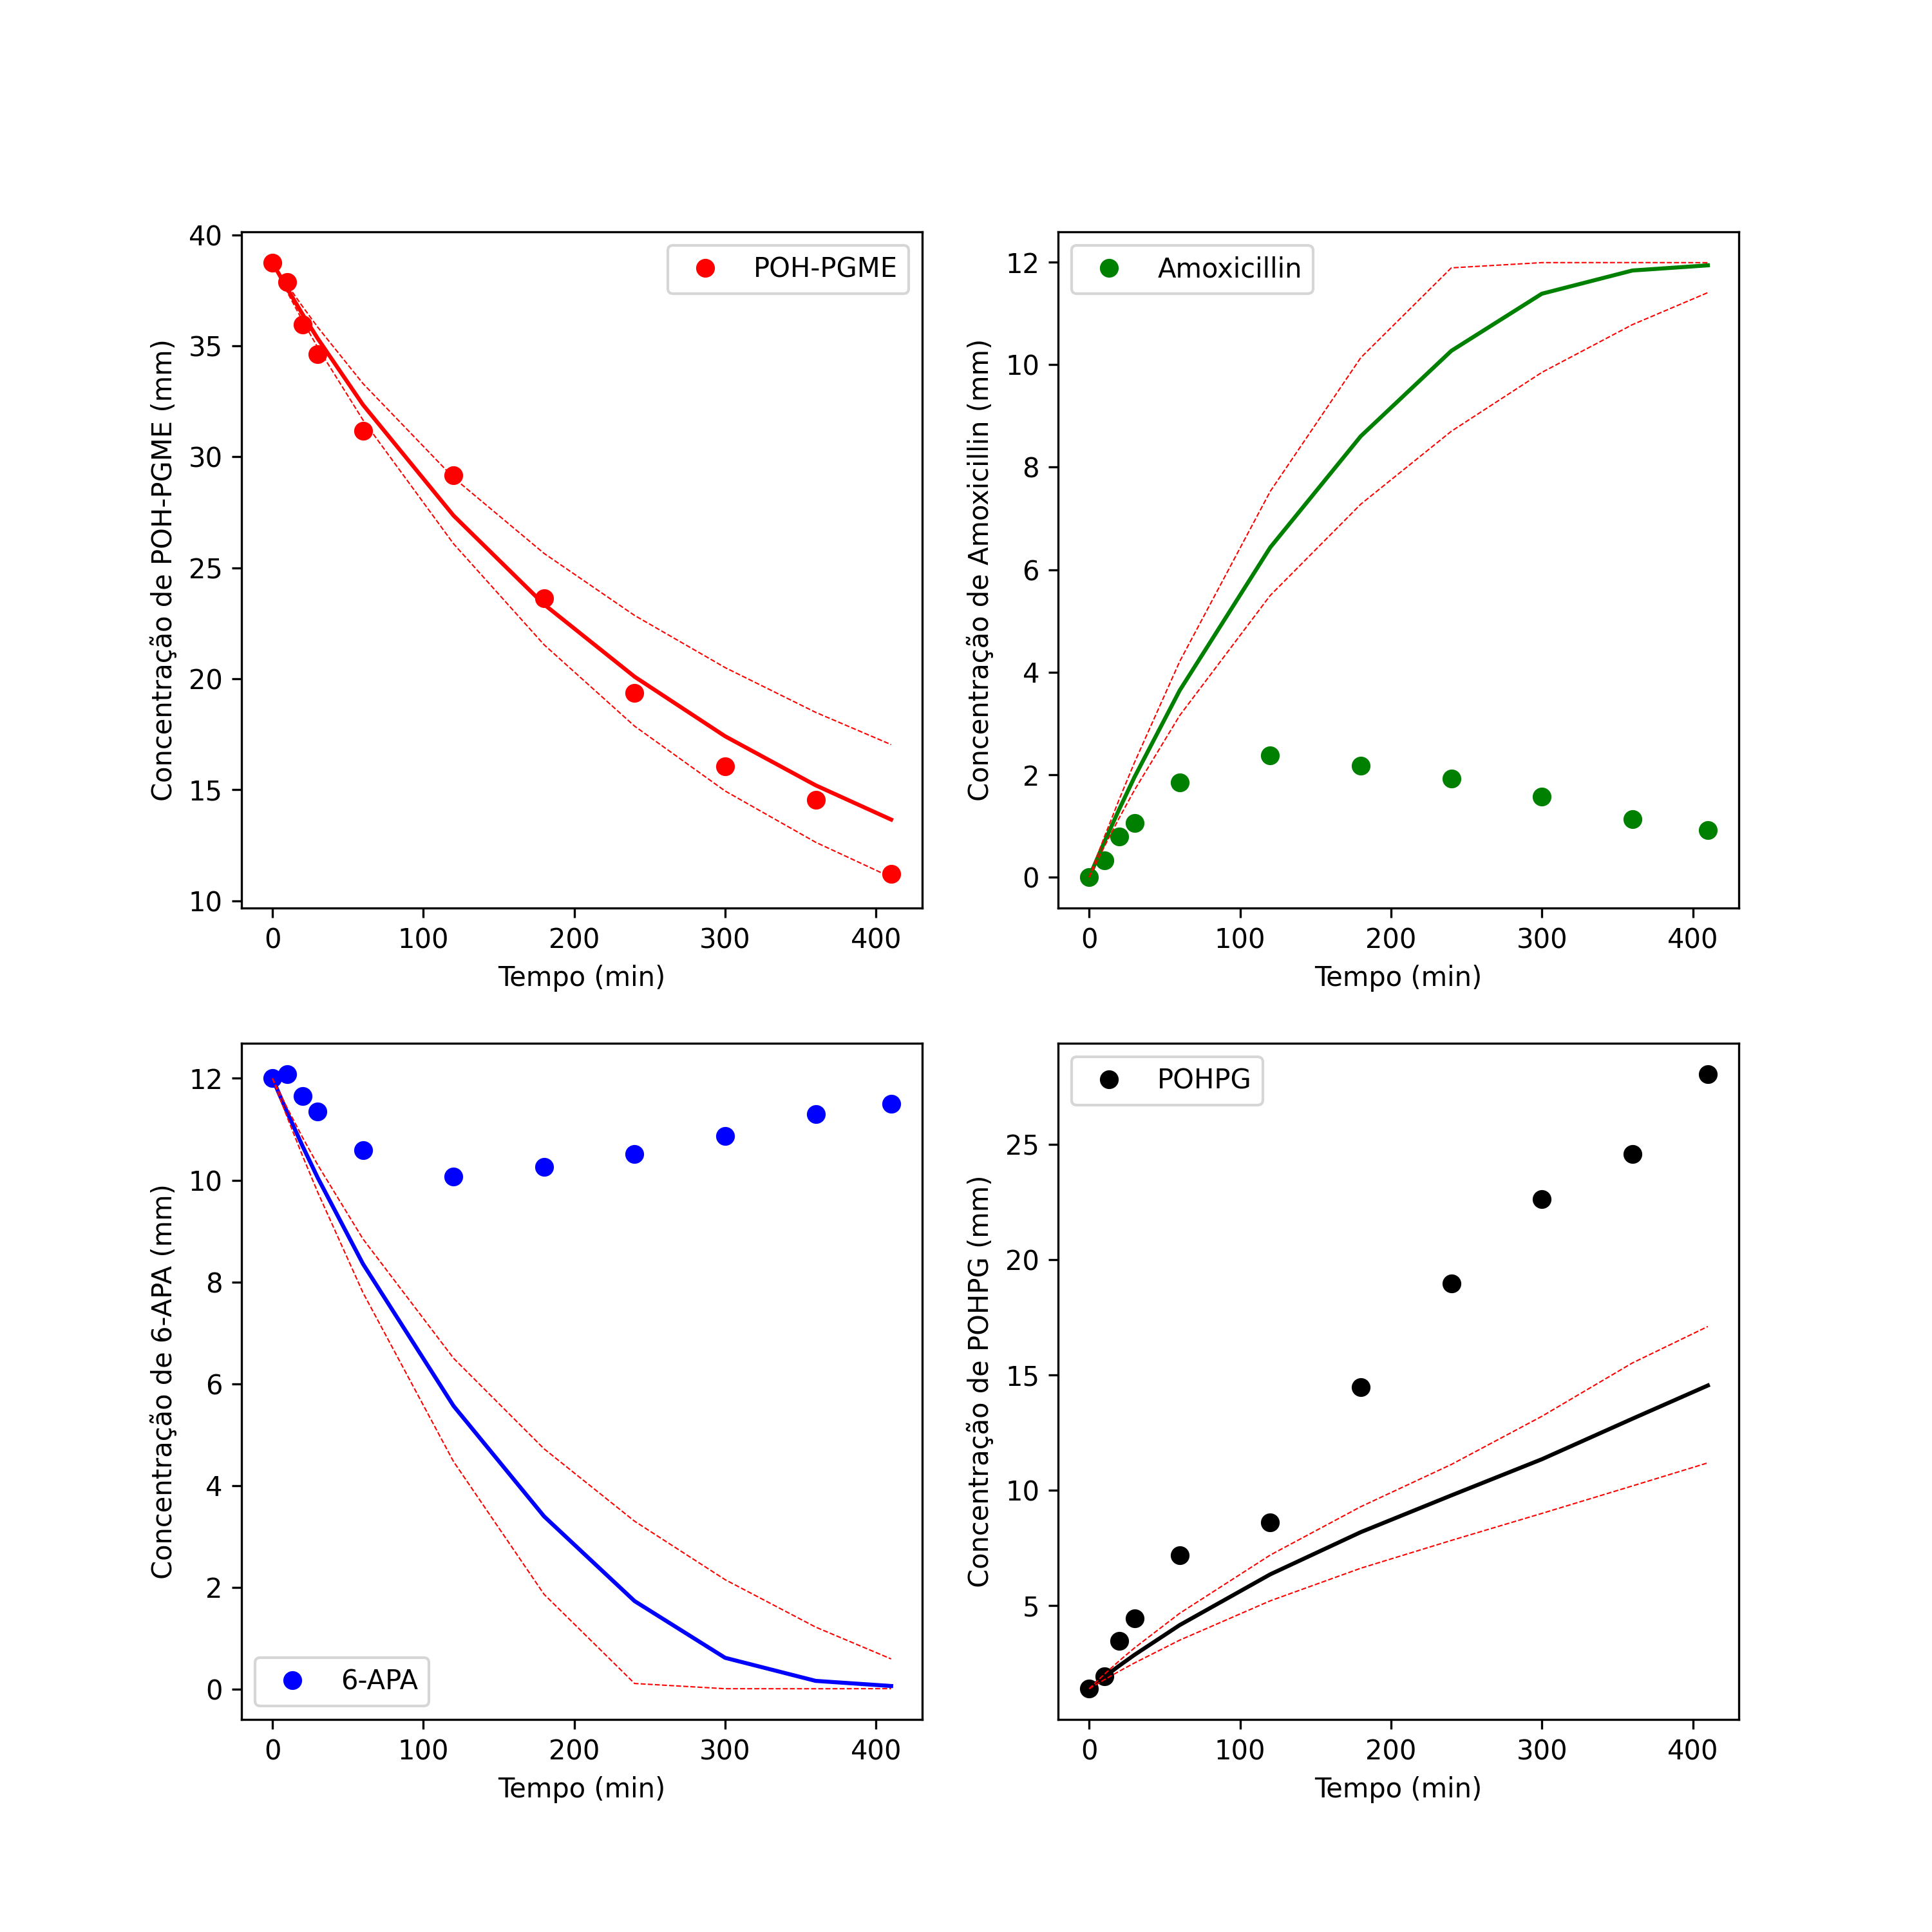 POH-PGME
Concentração de POH-PGME (mm)
40
35
30
25
20
15
10
0 100 200 300 400
Tempo (min)
Amoxicillin
Concentração de Amoxicillin (mm)
12
10
8
6
4
2
0
0 100 200 300 400
Tempo (min)
6-APA
Concentração de 6-APA (mm)
12
10
8
6
4
2
0
0 100 200 300 400
Tempo (min)
POHPG
Concentração de POHPG (mm)
25
20
15
10
5
0 100 200 300 400
Tempo (min)